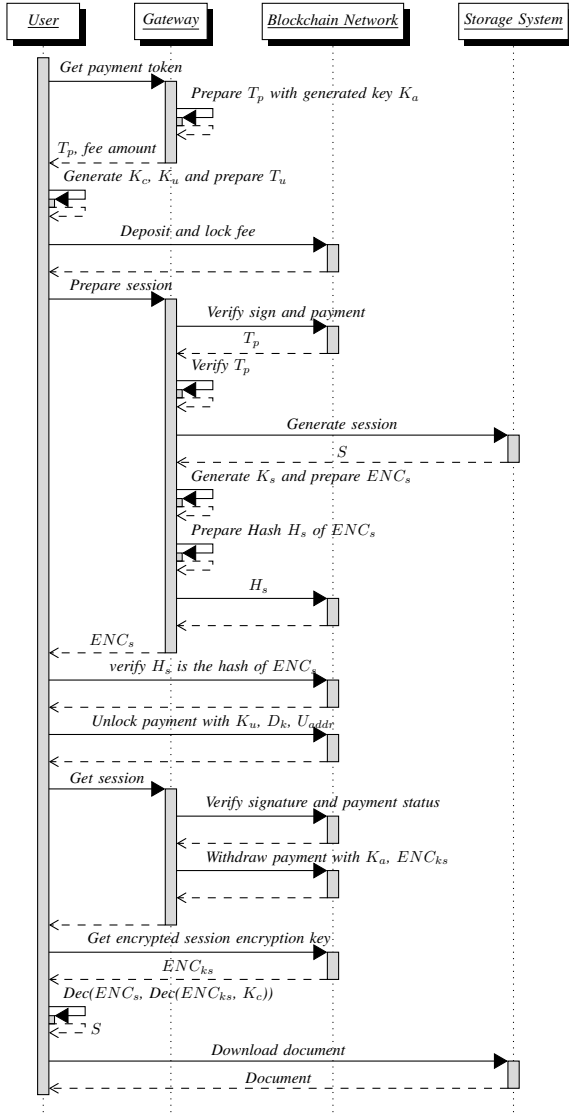 User Gateway Blockchain Network Storage System
Get payment token
Prepare T_p with generated key K_a
T_p, fee amount
Generate K_c, K_u and prepare T_u
Deposit and lock fee
Prepare session
Verify sign and payment
T_p
Verify T_p
Generate session
S
Generate K_s and prepare ENC_s
Prepare Hash H_s of ENC_s
H_s
ENC_s
verify H_s is the hash of ENC_s
Unlock payment with K_u, D_k, U_addr
Get session
Verify signature and payment status
Withdraw payment with K_a, ENC_ks
Get encrypted session encryption key
ENC_ks
Dec(ENC_s, Dec(ENC_ks, K_c))
S
Download document
Document